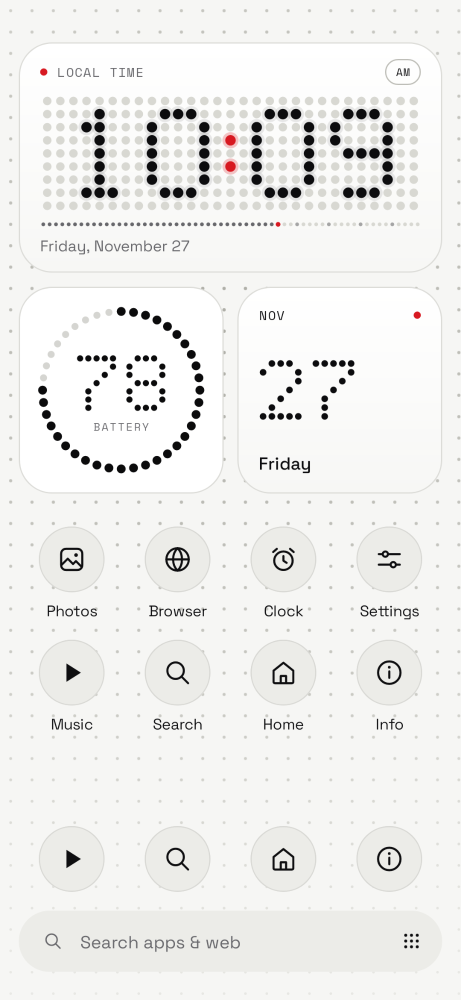 LOCAL TIME
AM
10:09
Friday, November 27
78
BATTERY
NOV
27
Friday
Photos
Browser
Clock
Settings
Music
Search
Home
Info
Search apps & web